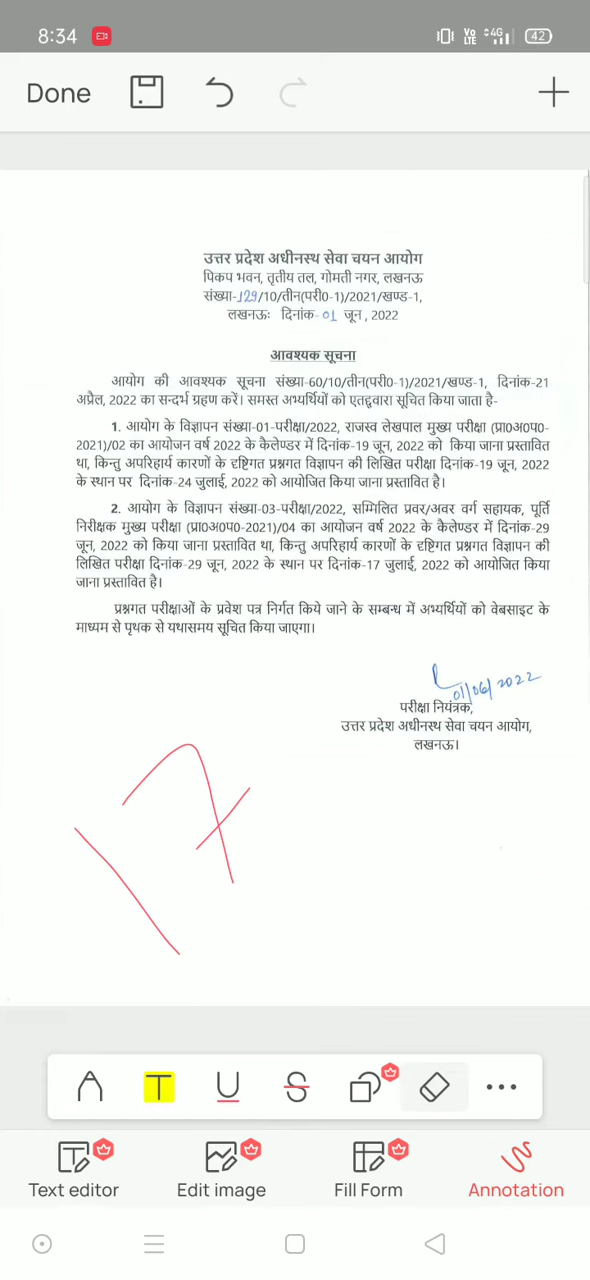 8:34
Vo LTE 4G 42
Done
उत्तर प्रदेश अधीनस्थ सेवा चयन आयोग
पिकप भवन, तृतीय तल, गोमती नगर, लखनऊ
संख्या-129/10/तीन(परी0-1)/2021/खण्ड-1,
लखनऊः दिनांक- 01 जून, 2022
आवश्यक सूचना
आयोग की आवश्यक सूचना संख्या-60/10/तीन(परी0-1)/2021/खण्ड-1, दिनांक-21
अप्रैल, 2022 का सन्दर्भ ग्रहण करें। समस्त अभ्यर्थियों को एतद्द्वारा सूचित किया जाता है-
1. आयोग के विज्ञापन संख्या-01-परीक्षा/2022, राजस्व लेखपाल मुख्य परीक्षा (प्रा0अ0प0-
2021)/02 का आयोजन वर्ष 2022 के कैलेण्डर में दिनांक-19 जून, 2022 को किया जाना प्रस्तावित
था, किन्तु अपरिहार्य कारणों के दृष्टिगत प्रश्नगत विज्ञापन की लिखित परीक्षा दिनांक-19 जून, 2022
के स्थान पर दिनांक-24 जुलाई, 2022 को आयोजित किया जाना प्रस्तावित है।
2. आयोग के विज्ञापन संख्या-03-परीक्षा/2022, सम्मिलित प्रवर/अवर वर्ग सहायक, पूर्ति
निरीक्षक मुख्य परीक्षा (प्रा0अ0प0-2021)/04 का आयोजन वर्ष 2022 के कैलेण्डर में दिनांक-29
जून, 2022 को किया जाना प्रस्तावित था, किन्तु अपरिहार्य कारणों के दृष्टिगत प्रश्नगत विज्ञापन की
लिखित परीक्षा दिनांक-29 जून, 2022 के स्थान पर दिनांक-17 जुलाई, 2022 को आयोजित किया
जाना प्रस्तावित है।
प्रश्नगत परीक्षाओं के प्रवेश पत्र निर्गत किये जाने के सम्बन्ध में अभ्यर्थियों को वेबसाइट के
माध्यम से पृथक से यथासमय सूचित किया जाएगा।
01/06/2022
परीक्षा नियंत्रक,
उत्तर प्रदेश अधीनस्थ सेवा चयन आयोग,
लखनऊ।
17
T U S
Text editor Edit image Fill Form Annotation